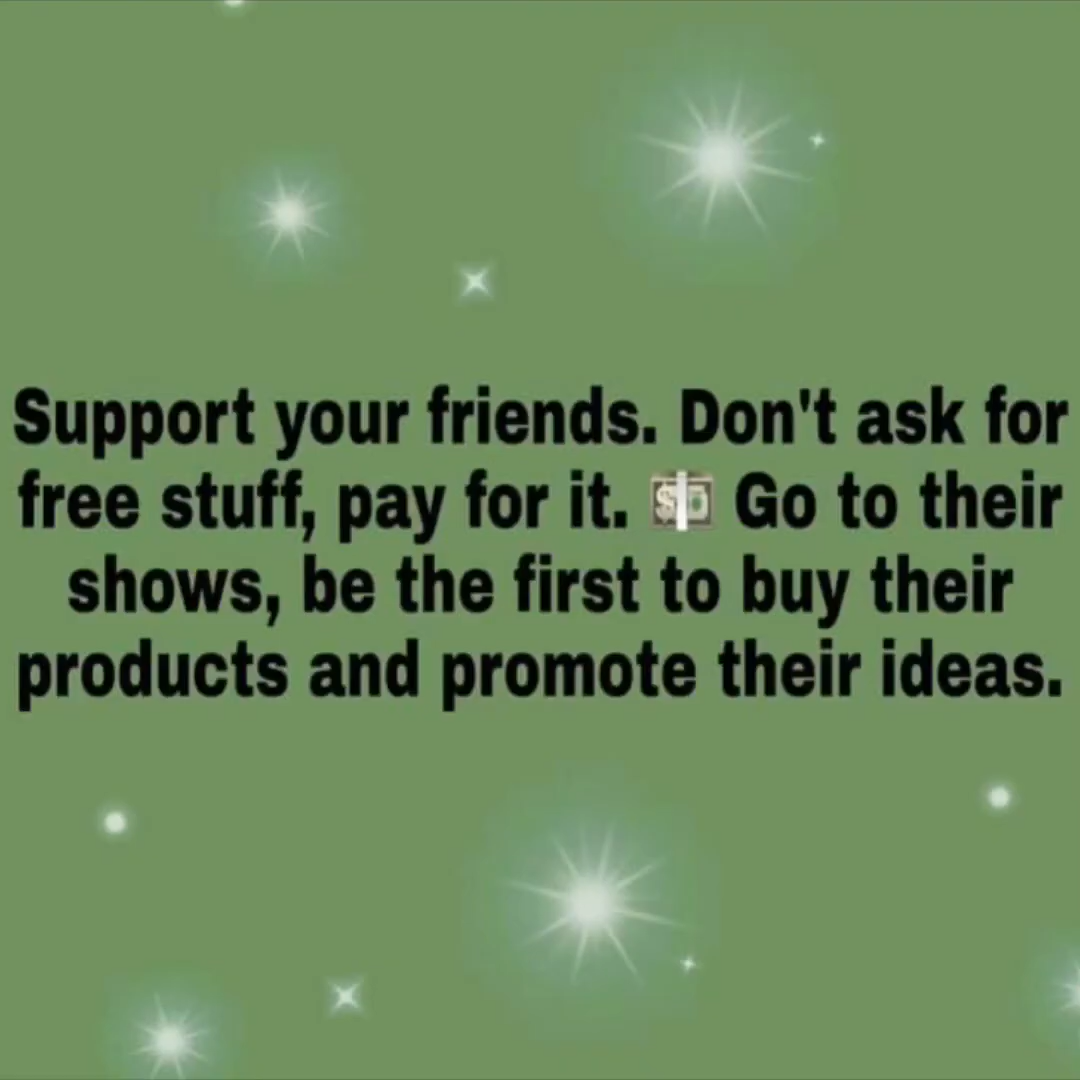 Support your friends. Don't ask for
free stuff, pay for it. 💵 Go to their
shows, be the first to buy their
products and promote their ideas.